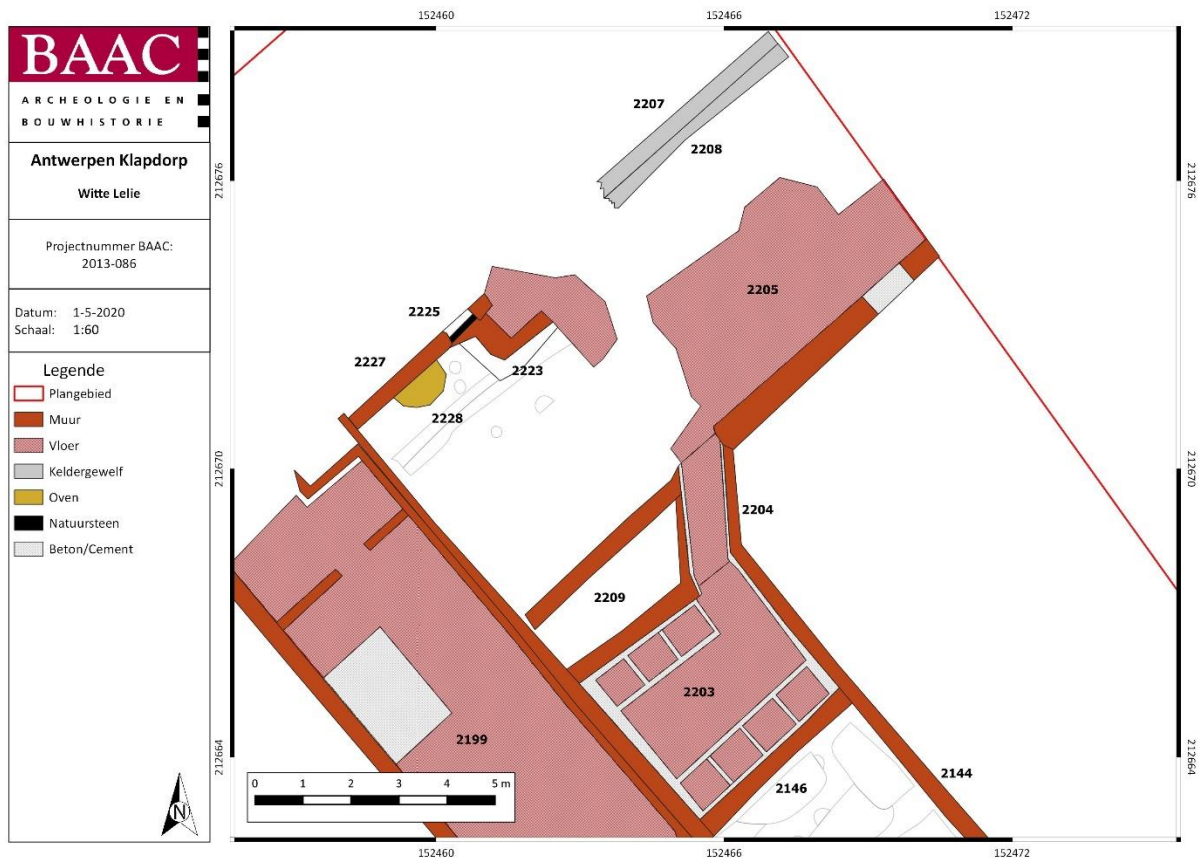 BAAC
ARCHEOLOGIE EN
BOUWHISTORIE
Antwerpen Klapdorp
Witte Lelie
Projectnummer BAAC:
2013-086
Datum: 1-5-2020
Schaal: 1:60
Legende
Plangebied
Muur
Vloer
Keldergewelf
Oven
Natuursteen
Beton/Cement
N
152460 152466 152472
212676 212676
2207
2208
2205
2225
2227
2223
2228
212670 212670
2204
2209
2203
2199
212664 212664
2144
2146
0 1 2 3 4 5 m
152460 152466 152472